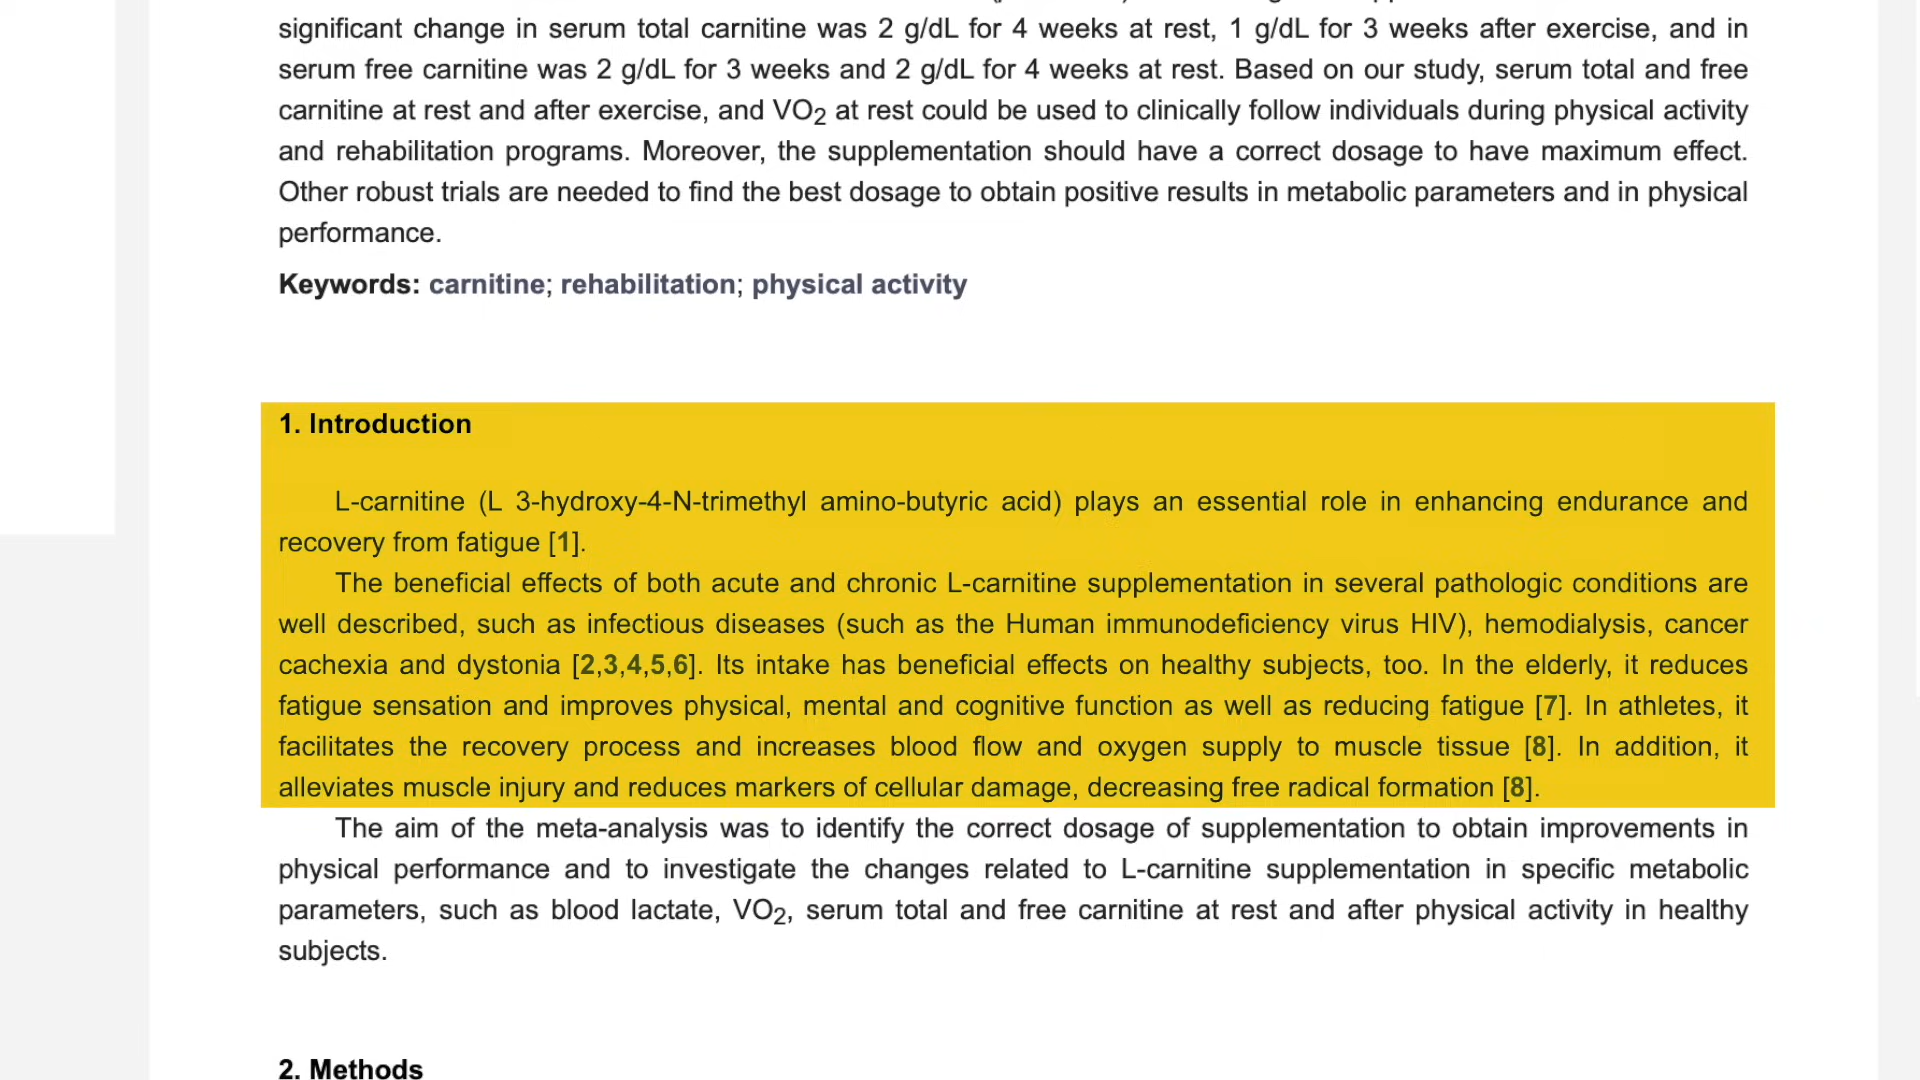 significant change in serum total carnitine was 2 g/dL for 4 weeks at rest, 1 g/dL for 3 weeks after exercise, and in
serum free carnitine was 2 g/dL for 3 weeks and 2 g/dL for 4 weeks at rest. Based on our study, serum total and free
carnitine at rest and after exercise, and VO2 at rest could be used to clinically follow individuals during physical activity
and rehabilitation programs. Moreover, the supplementation should have a correct dosage to have maximum effect.
Other robust trials are needed to find the best dosage to obtain positive results in metabolic parameters and in physical
performance.
Keywords: carnitine; rehabilitation; physical activity
1. Introduction
L-carnitine (L 3-hydroxy-4-N-trimethyl amino-butyric acid) plays an essential role in enhancing endurance and
recovery from fatigue [1].
The beneficial effects of both acute and chronic L-carnitine supplementation in several pathologic conditions are
well described, such as infectious diseases (such as the Human immunodeficiency virus HIV), hemodialysis, cancer
cachexia and dystonia [2,3,4,5,6]. Its intake has beneficial effects on healthy subjects, too. In the elderly, it reduces
fatigue sensation and improves physical, mental and cognitive function as well as reducing fatigue [7]. In athletes, it
facilitates the recovery process and increases blood flow and oxygen supply to muscle tissue [8]. In addition, it
alleviates muscle injury and reduces markers of cellular damage, decreasing free radical formation [8].
The aim of the meta-analysis was to identify the correct dosage of supplementation to obtain improvements in
physical performance and to investigate the changes related to L-carnitine supplementation in specific metabolic
parameters, such as blood lactate, VO2, serum total and free carnitine at rest and after physical activity in healthy
subjects.
2. Methods